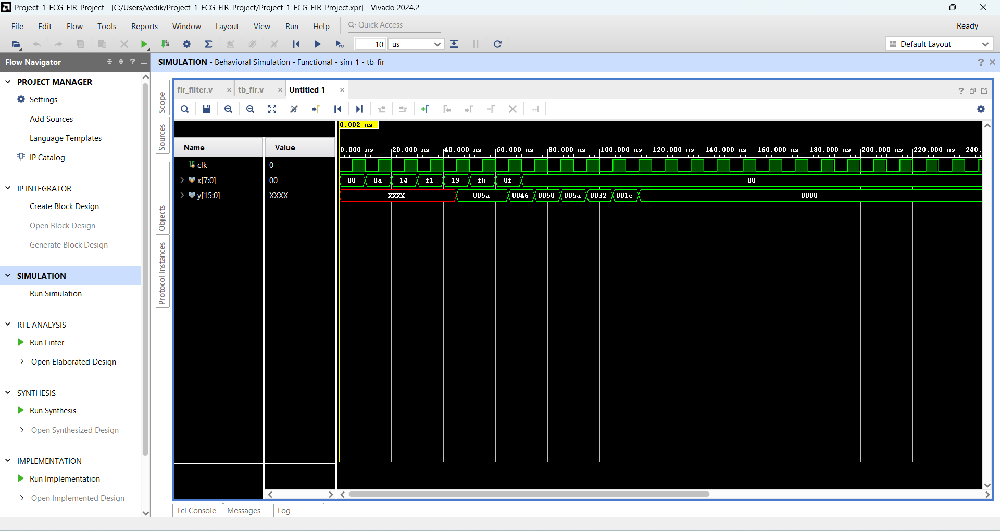 Project_1_ECG_FIR_Project - [C:/Users/vedik/Project_1_ECG_FIR_Project/Project_1_ECG_FIR_Project.xpr] - Vivado 2024.2
File Edit Flow Tools Reports Window Layout View Run Help Quick Access Ready
10 us Default Layout
Flow Navigator
SIMULATION - Behavioral Simulation - Functional - sim_1 - tb_fir
PROJECT MANAGER
Settings
Add Sources
Language Templates
IP Catalog
IP INTEGRATOR
Create Block Design
Open Block Design
Generate Block Design
SIMULATION
Run Simulation
RTL ANALYSIS
Run Linter
Open Elaborated Design
SYNTHESIS
Run Synthesis
Open Synthesized Design
IMPLEMENTATION
Run Implementation
Open Implemented Design
Scope
Sources
Objects
Protocol Instances
fir_filter.v tb_fir.v Untitled 1
0.002 ns
Name Value
0.000 ns 20.000 ns 40.000 ns 60.000 ns 80.000 ns 100.000 ns 120.000 ns 140.000 ns 160.000 ns 180.000 ns 200.000 ns 220.000 ns 240.
clk 0
x[7:0] 00 00 0a 14 f1 19 fb 0f 00
y[15:0] XXXX XXXX 005a 0046 0050 005a 0032 001e 0000
Tcl Console Messages Log